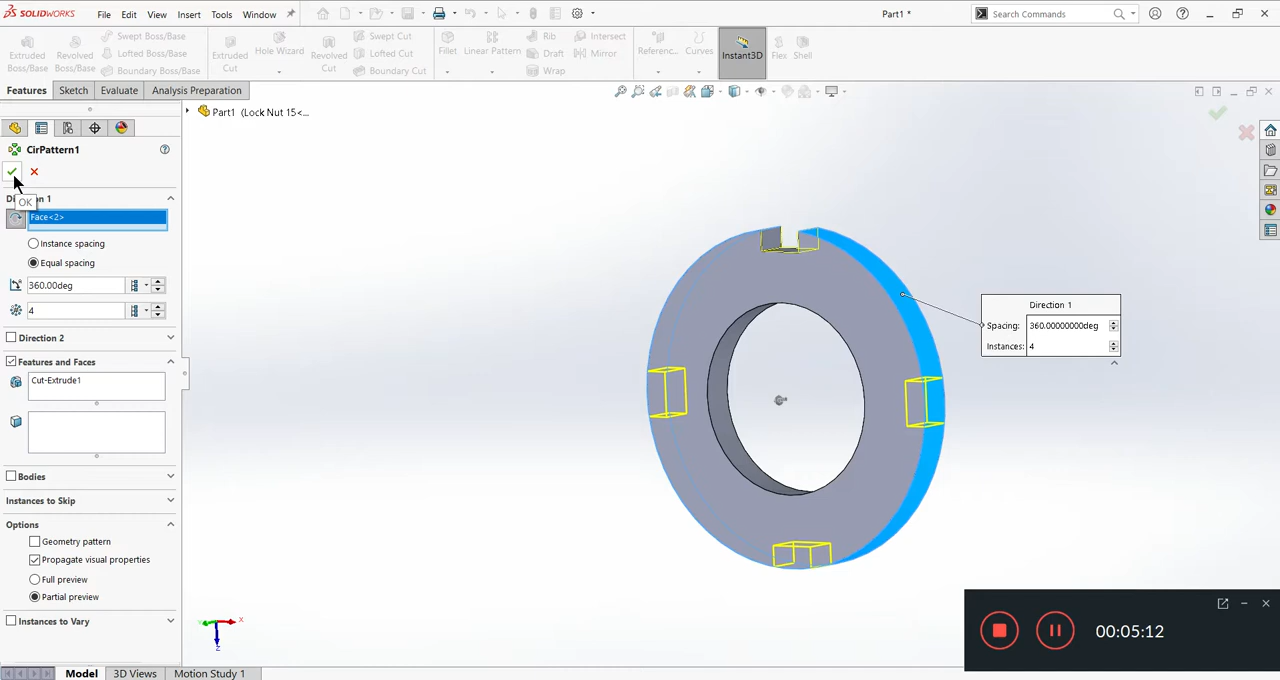 SOLIDWORKS File Edit View Insert Tools Window Part1 * Search Commands
Extruded Boss/Base
Revolved Boss/Base
Swept Boss/Base
Lofted Boss/Base
Boundary Boss/Base
Extruded Cut
Hole Wizard
Revolved Cut
Swept Cut
Lofted Cut
Boundary Cut
Fillet
Linear Pattern
Rib
Draft
Wrap
Intersect
Mirror
Referenc...
Curves
Instant3D
Flex
Shell
Features Sketch Evaluate Analysis Preparation
Part1 (Lock Nut 15<...
CirPattern1
OK
Face<2>
Instance spacing
Equal spacing
360.00deg
4
Direction 2
Features and Faces
Cut-Extrude1
Bodies
Instances to Skip
Options
Geometry pattern
Propagate visual properties
Full preview
Partial preview
Instances to Vary
Direction 1
Spacing: 360.00000000deg
Instances: 4
X
Z
00:05:12
Model 3D Views Motion Study 1